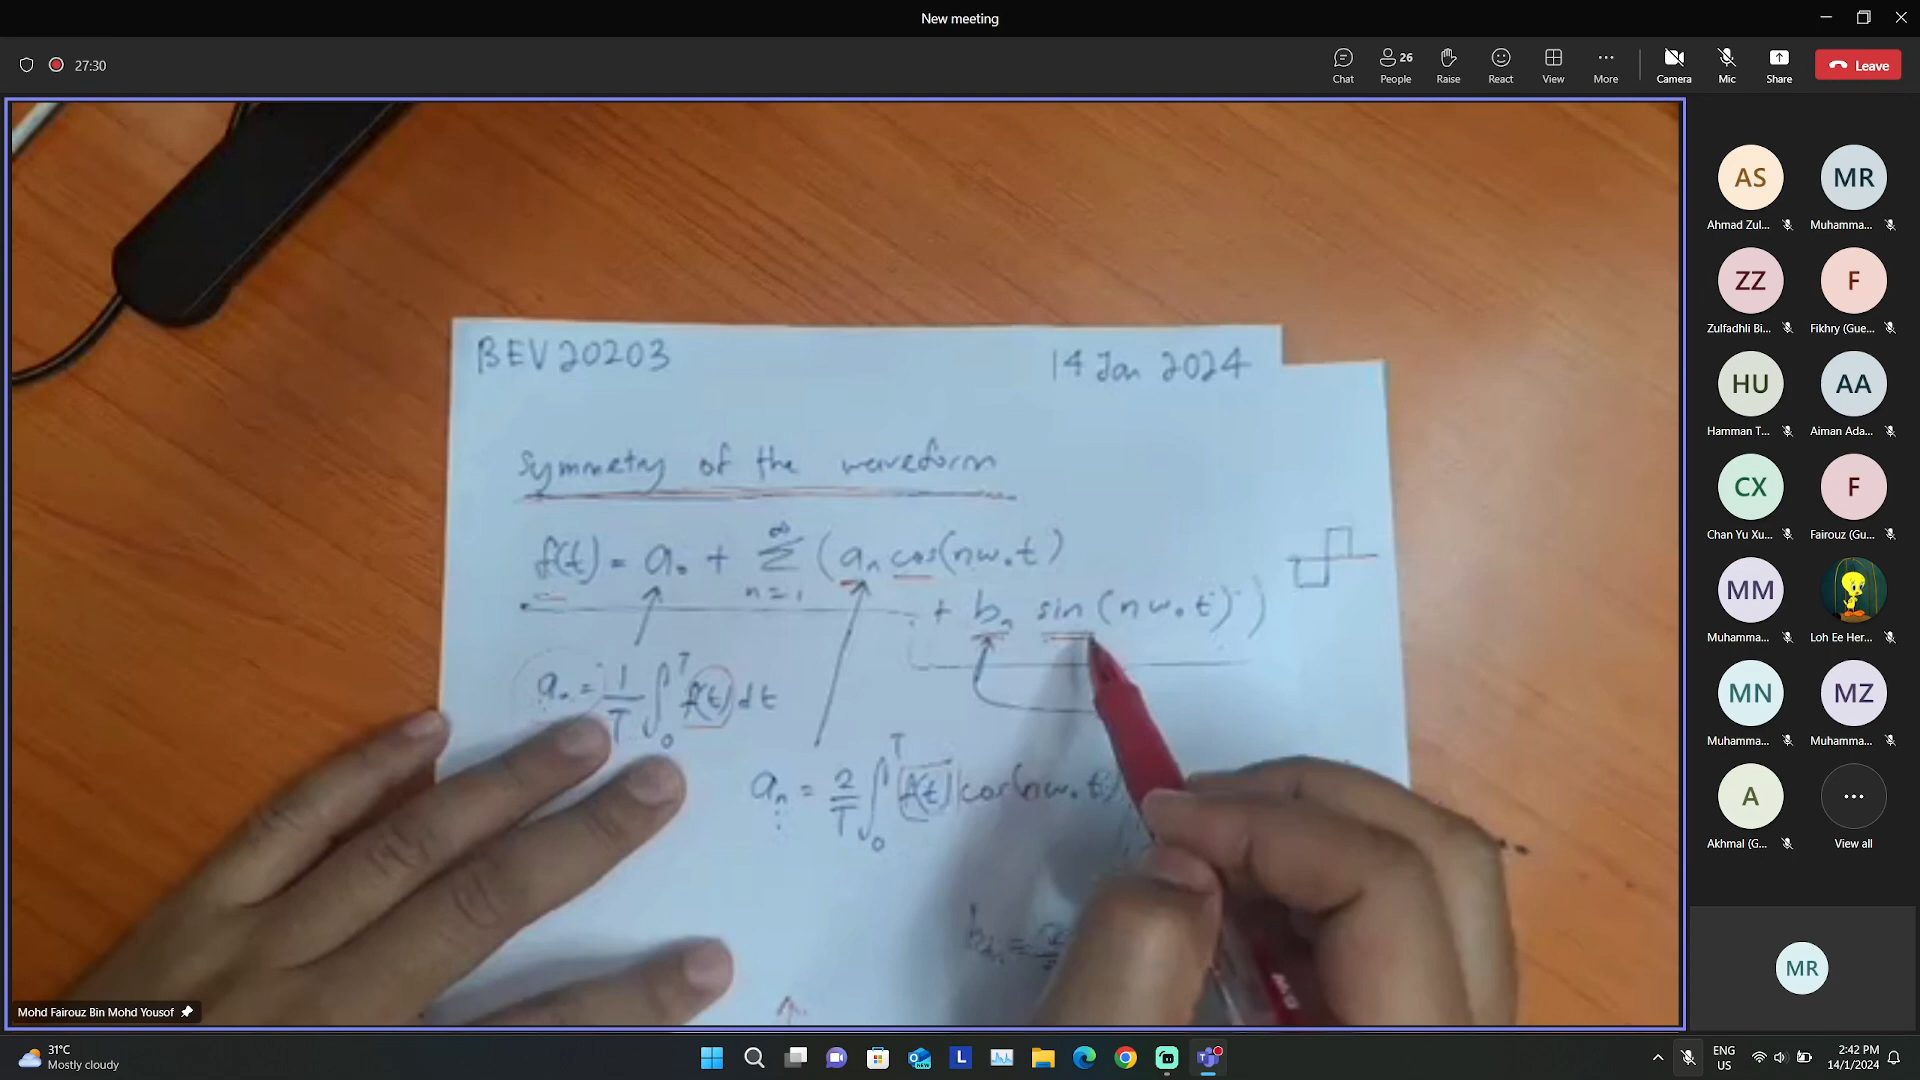 New meeting
27:30
Chat
People 26
Raise
React
View
More
Camera
Mic
Share
Leave
BEV 20203
14 Jan 2024
Symmetry of the waveform
f(t) = a₀ + ∞ Σ n=1 (aₙ cos(nω₀t)
+ bₙ sin(nω₀t))
a₀ = 1/T ∫₀ᵀ f(t) dt
aₙ = 2/T ∫₀ᵀ f(t) cos(nω₀t)
AS
MR
Ahmad Zul...
Muhamma...
ZZ
F
Zulfadhli Bi...
Fikhry (Gue...
HU
AA
Hamman T...
Aiman Ada...
CX
F
Chan Yu Xu...
Fairouz (Gu...
MM
Muhamma...
Loh Ee Her...
MN
MZ
Muhamma...
Muhamma...
A
Akhmal (G...
View all
MR
Mohd Fairouz Bin Mohd Yousof
31°C
Mostly cloudy
NEW
L
ENG
US
2:42 PM
14/1/2024